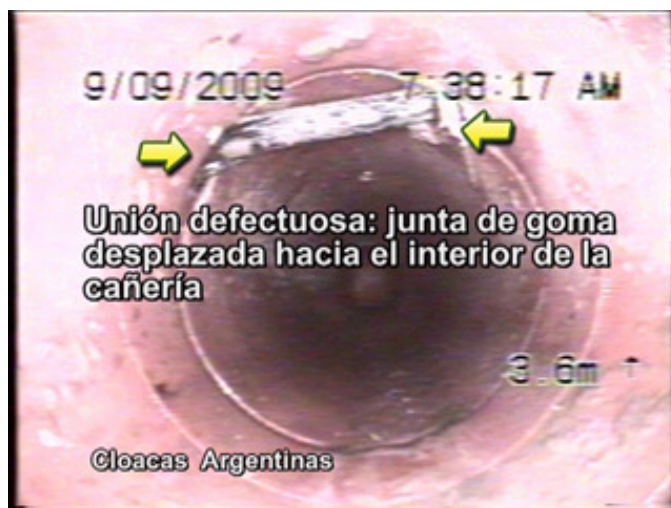 9/09/2009 7:38:17 AM
Unión defectuosa: junta de goma
desplazada hacia el interior de la
cañería
3.6m ↑
Cloacas Argentinas